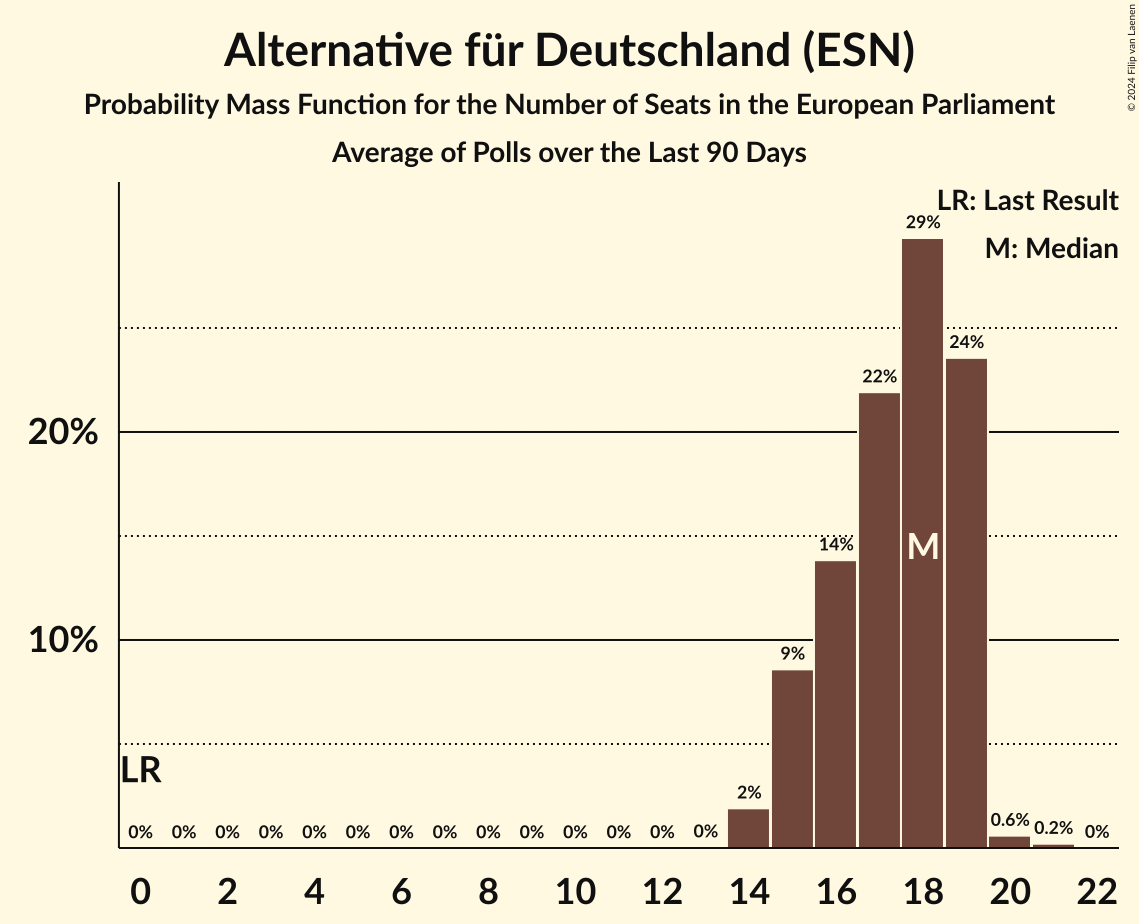 Alternative für Deutschland (ESN)
Probability Mass Function for the Number of Seats in the European Parliament
Average of Polls over the Last 90 Days
© 2024 Filip van Laenen
LR: Last Result
M: Median
20%
10%
LR
M
0% 0% 0% 0% 0% 0% 0% 0% 0% 0% 0% 0% 0% 0% 2% 9% 14% 22% 29% 24% 0.6% 0.2% 0%
0 2 4 6 8 10 12 14 16 18 20 22